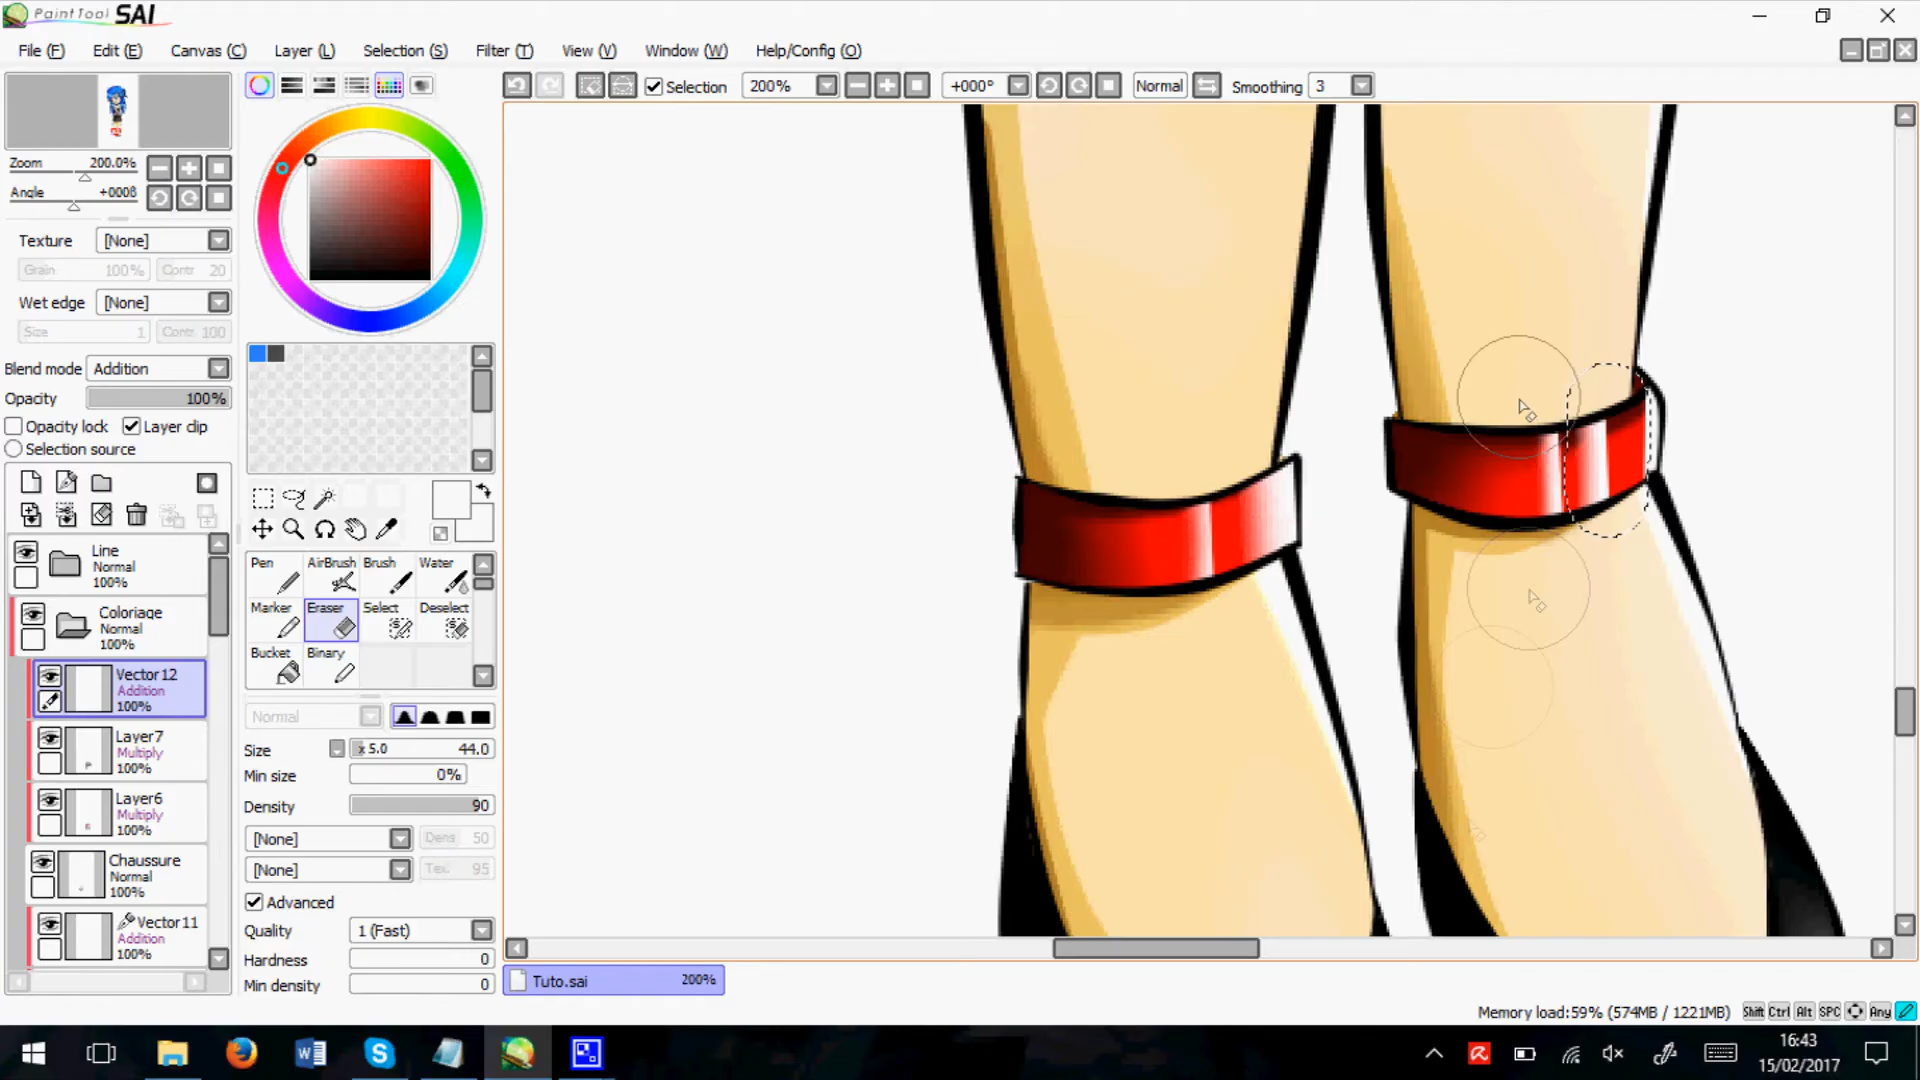 PaintTool SAI
File (F) Edit (E) Canvas (C) Layer (L) Selection (S) Filter (T) View (V) Window (W) Help/Config (O)
Selection 200% +000° Normal Smoothing 3
Zoom 200.0%
Angle +000ß
Texture [None]
Grain 100% Contr 20
Wet edge [None]
Size 1 Contr 100
Blend mode Addition
Opacity 100%
Opacity lock Layer clip
Selection source
Line
Normal
100%
Coloriage
Normal
100%
Vector12
Addition
100%
Layer7
Multiply
100%
Layer6
Multiply
100%
Chaussure
Normal
100%
Vector11
Addition
100%
Pen AirBrush Brush Water
Marker Eraser Select Deselect
Bucket Binary
Normal
Size x 5.0 44.0
Min size 0%
Density 90
[None] Dens 50
[None] Tex 95
Advanced
Quality 1 (Fast)
Hardness 0
Min density 0
Tuto.sai 200%
Memory load:59% (574MB / 1221MB) Shift Ctrl Alt SPC Any
16:43
15/02/2017